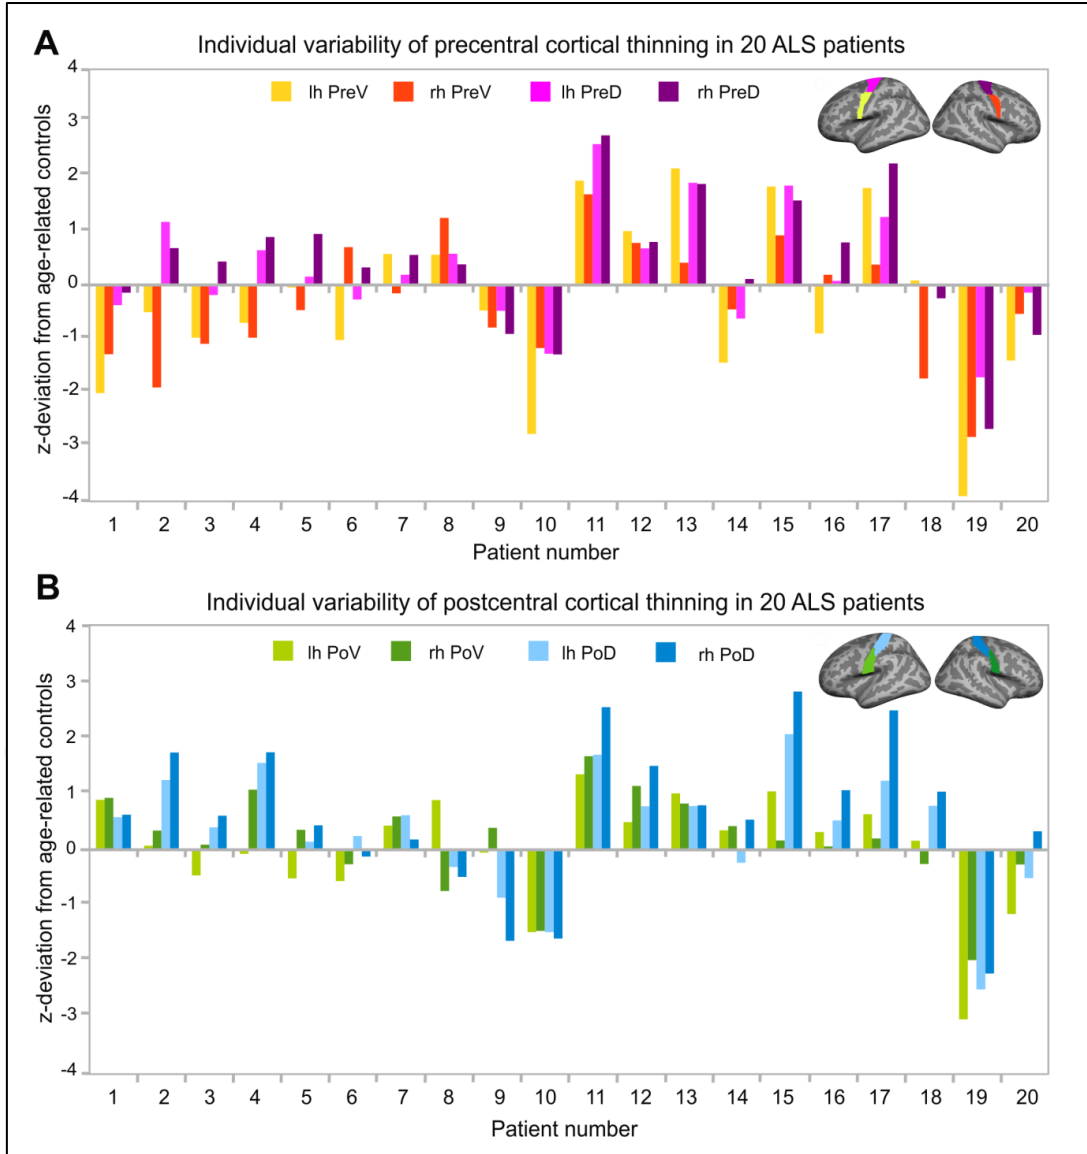 A
Individual variability of precentral cortical thinning in 20 ALS patients
lh PreV rh PreV lh PreD rh PreD
z-deviation from age-related controls
4
3
2
1
0
-1
-2
-3
-4
1 2 3 4 5 6 7 8 9 10 11 12 13 14 15 16 17 18 19 20
Patient number
B
Individual variability of postcentral cortical thinning in 20 ALS patients
lh PoV rh PoV lh PoD rh PoD
z-deviation from age-related controls
4
3
2
1
0
-1
-2
-3
-4
1 2 3 4 5 6 7 8 9 10 11 12 13 14 15 16 17 18 19 20
Patient number